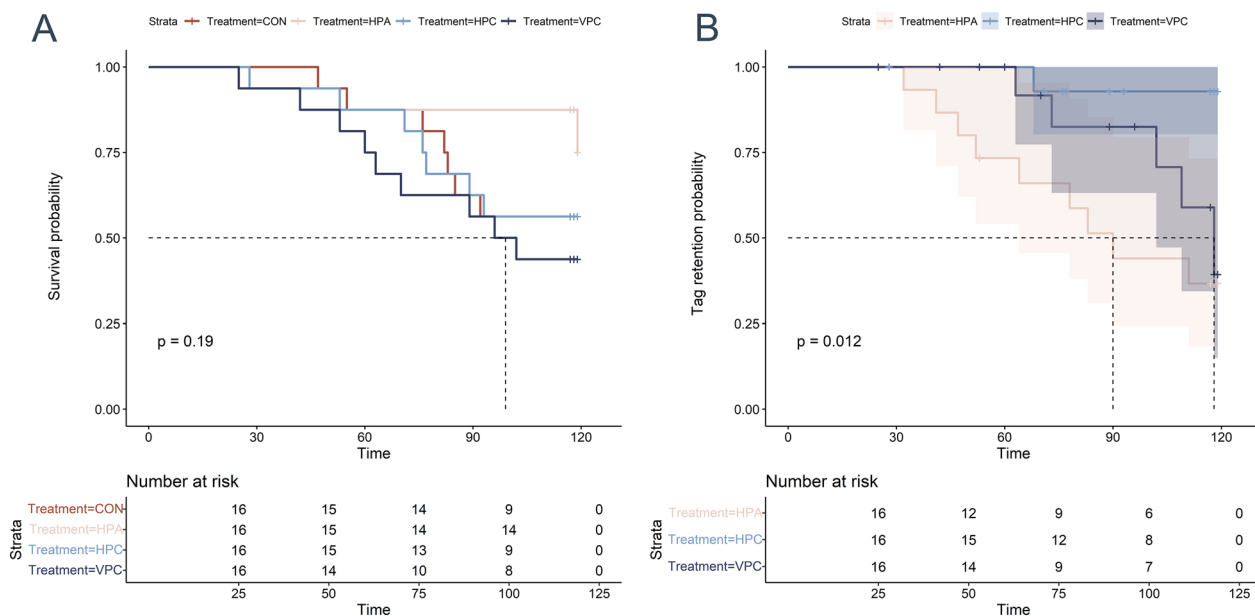 A
Strata Treatment=CON Treatment=HPA Treatment=HPC Treatment=VPC
Survival probability
1.00
0.75
0.50
0.25
0.00
p = 0.19
0 30 60 90 120
Time
Number at risk
Strata
Treatment=CON 16 15 14 9 0
Treatment=HPA 16 15 14 14 0
Treatment=HPC 16 15 13 9 0
Treatment=VPC 16 14 10 8 0
25 50 75 100 125
Time
B
Strata Treatment=HPA Treatment=HPC Treatment=VPC
Tag retention probability
1.00
0.75
0.50
0.25
0.00
p = 0.012
0 30 60 90 120
Time
Number at risk
Strata
Treatment=HPA 16 12 9 6 0
Treatment=HPC 16 15 12 8 0
Treatment=VPC 16 14 9 7 0
25 50 75 100 125
Time